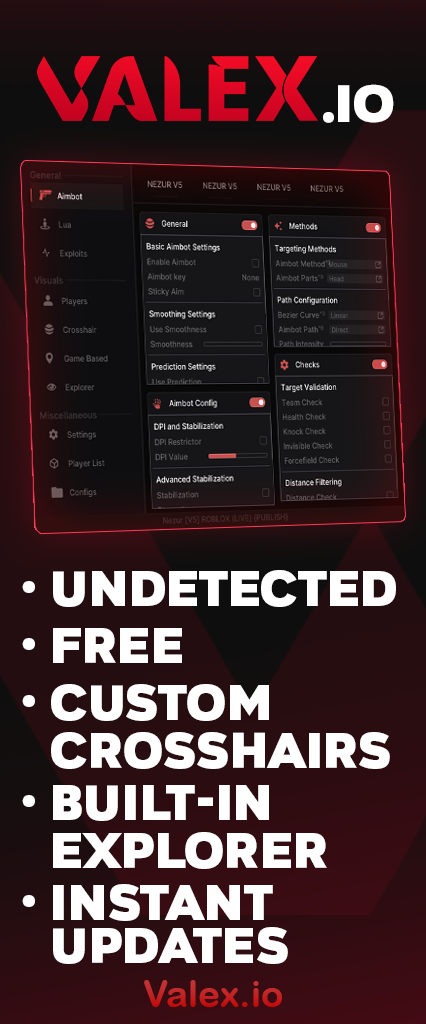 VALEX.IO
General
Aimbot
Lua
Exploits
Visuals
Players
Crosshair
Game Based
Explorer
Miscellaneous
Settings
Player List
Configs
NEZUR V5 NEZUR V5 NEZUR V5 NEZUR V5
General
Basic Aimbot Settings
Enable Aimbot
Aimbot key None
Sticky Aim
Smoothing Settings
Use Smoothness
Smoothness
Prediction Settings
Use Prediction
Aimbot Config
DPI and Stabilization
DPI Restrictor
DPI Value
Advanced Stabilization
Stabilization
Methods
Targeting Methods
Aimbot Method Mouse
Aimbot Parts Head
Path Configuration
Bezier Curve Linear
Aimbot Path Direct
Path Intensity
Checks
Target Validation
Team Check
Health Check
Knock Check
Invisible Check
Forcefield Check
Distance Filtering
Distance Check
Nezur [V5] ROBLOX (LIVE) (PUBLISH)
• UNDETECTED
• FREE
• CUSTOM
CROSSHAIRS
• BUILT-IN
EXPLORER
• INSTANT
UPDATES
Valex.io